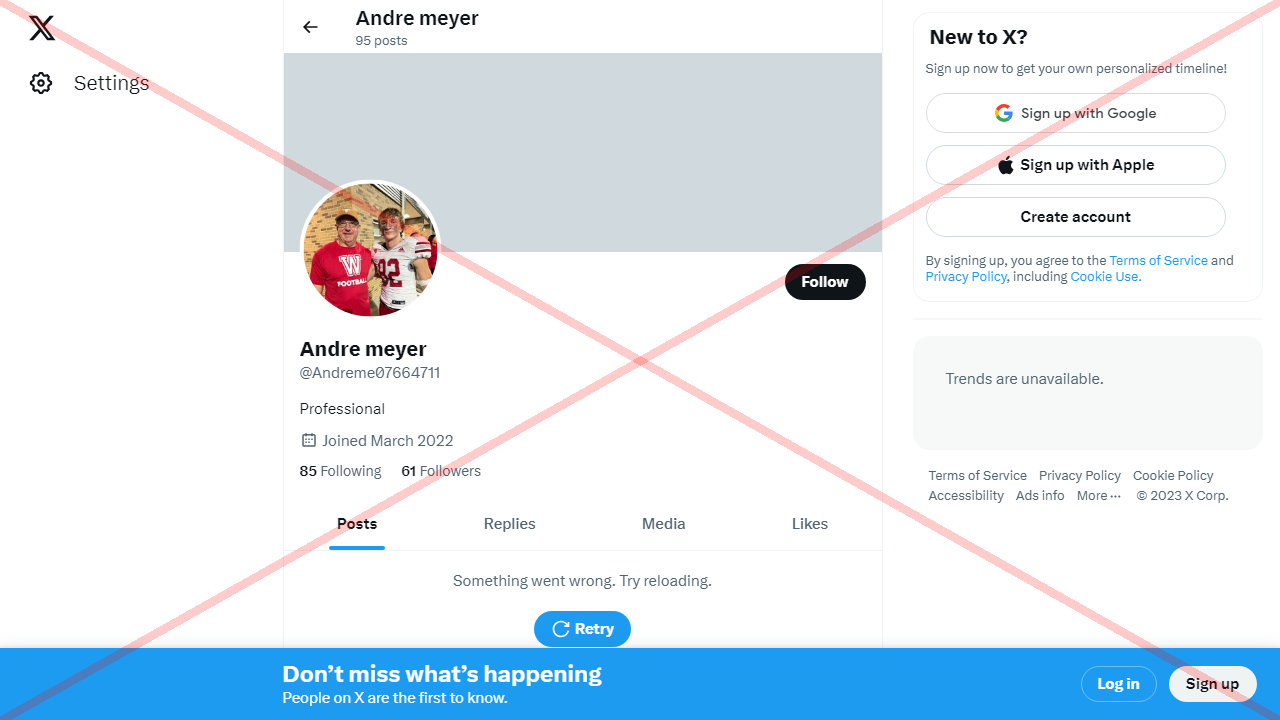 Settings
Andre meyer
95 posts
W
FOOTBALL
92
Follow
Andre meyer
@Andreme07664711
Professional
Joined March 2022
85 Following 61 Followers
Posts Replies Media Likes
Something went wrong. Try reloading.
Retry
New to X?
Sign up now to get your own personalized timeline!
Sign up with Google
Sign up with Apple
Create account
By signing up, you agree to the Terms of Service and
Privacy Policy, including Cookie Use.
Trends are unavailable.
Terms of Service Privacy Policy Cookie Policy
Accessibility Ads info More ··· © 2023 X Corp.
Don’t miss what’s happening
People on X are the first to know.
Log in Sign up